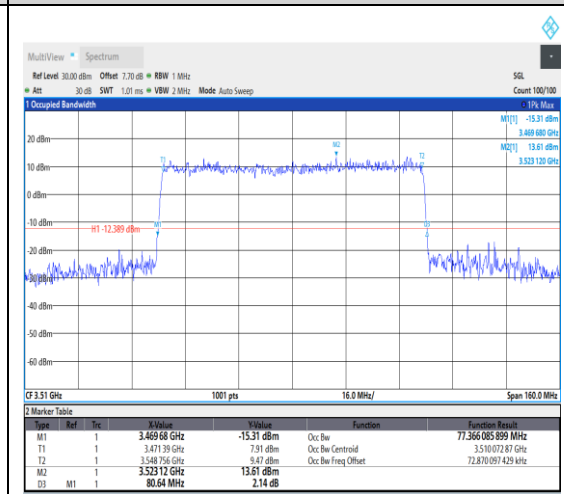 MultiView Spectrum
Ref Level 30.00 dBm Offset 7.70 dB RBW 1 MHz SGL
Att 30 dB SWT 1.01 ms VBW 2 MHz Mode Auto Sweep Count 100/100
1 Occupied Bandwidth 1Pk Max
M1[1] -15.31 dBm
3.469 680 GHz
M2[1] 13.61 dBm
3.523 120 GHz
20 dBm
M2
T1 T2
10 dBm
0 dBm
-10 dBm
H1 -12.389 dBm M1 D3
-20 dBm
-30 dBm
-40 dBm
-50 dBm
-60 dBm
CF 3.51 GHz 1001 pts 16.0 MHz/ Span 160.0 MHz
2 Marker Table
Type Ref Trc X-Value Y-Value Function Function Result
M1 1 3.469 68 GHz -15.31 dBm Occ Bw 77.366 085 899 MHz
T1 1 3.471 39 GHz 7.91 dBm Occ Bw Centroid 3.510 072 87 GHz
T2 1 3.548 756 GHz 9.47 dBm Occ Bw Freq Offset 72.870 097 429 kHz
M2 1 3.523 12 GHz 13.61 dBm
D3 M1 1 80.64 MHz 2.14 dB